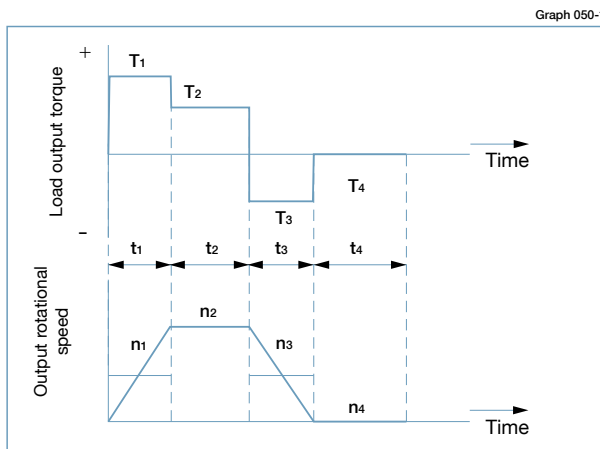 Graph 050-
+
T1
T2
Load output torque
Time
T4
T3
-
t1
t2
t3
t4
Output rotational
speed
n2
n1
n3
n4
Time